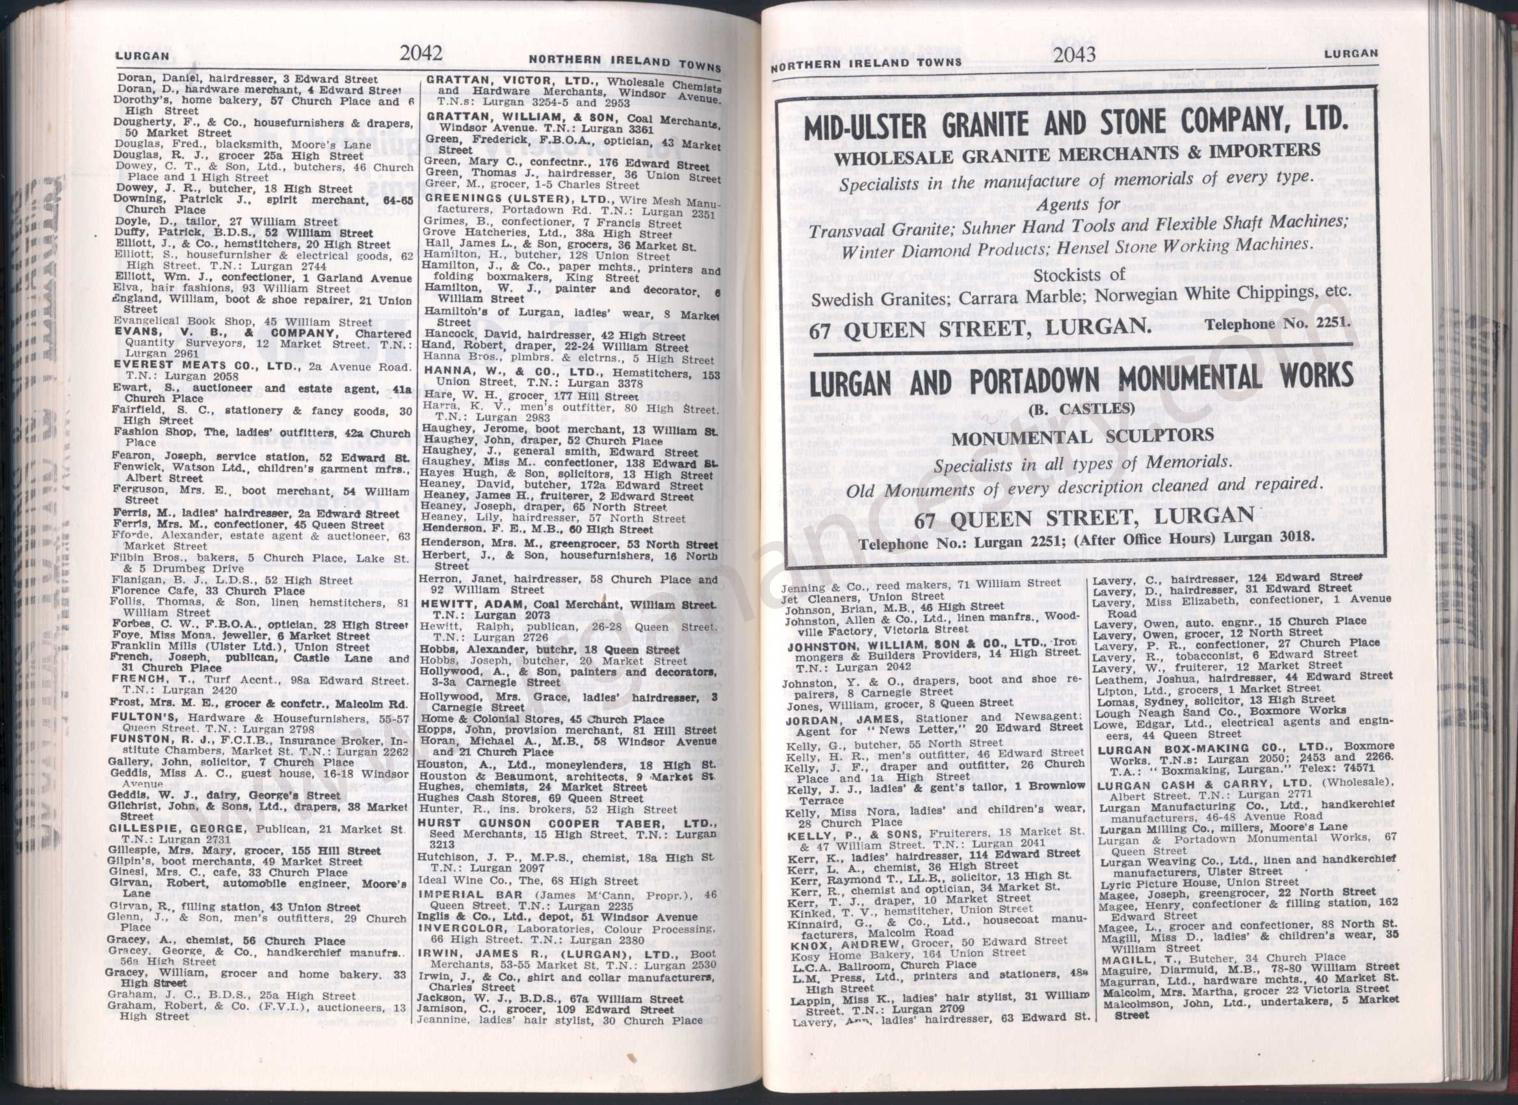 LURGAN
2042
NORTHERN IRELAND TOWNS
Doran, Daniel, hairdresser, 3 Edward Street
Doran, D., hardware merchant, 4 Edward Street
Dorothy's, home bakery, 57 Church Place and 6
High Street
Dougherty, F., & Co., housefurnishers & drapers,
50 Market Street
Douglas, Fred., blacksmith, Moore's Lane
Douglas, R. J., grocer 25a High Street
Dowey, C. T., & Son, Ltd., butchers, 46 Church
Place and 1 High Street
Dowey, J. R., butcher, 18 High Street
Downing, Patrick J., spirit merchant, 64-65
Church Place
Doyle, D., tailor, 27 William Street
Duffy, Patrick, B.D.S., 52 William Street
Elliott, J., & Co., hemstitchers, 20 High Street
Elliott, S., housefurnisher & electrical goods, 62
High Street. T.N.: Lurgan 2744
Elliott, Wm. J., confectioner, 1 Garland Avenue
Elva, hair fashions, 93 William Street
England, William, boot & shoe repairer, 21 Union
Street
Evangelical Book Shop, 45 William Street
EVANS, V. B., & COMPANY, Chartered
Quantity Surveyors, 12 Market Street. T.N.:
Lurgan 2961
EVEREST MEATS CO., LTD., 2a Avenue Road.
T.N.: Lurgan 2058
Ewart, S., auctioneer and estate agent, 41a
Church Place
Fairfield, S. C., stationery & fancy goods, 30
High Street
Fashion Shop, The, ladies' outfitters, 42a Church
Place
Fearon, Joseph, service station, 52 Edward St.
Fenwick, Watson Ltd., children's garment mfrs.,
Albert Street
Ferguson, Mrs. E., boot merchant, 54 William
Street
Ferris, M., ladies' hairdresser, 2a Edward Street
Ferris, Mrs. M., confectioner, 45 Queen Street
Fforde, Alexander, estate agent & auctioneer, 63
Market Street
Filbin Bros., bakers, 5 Church Place, Lake St.
& 5 Drumbeg Drive
Flanigan, B. J., L.D.S., 52 High Street
Florence Cafe, 33 Church Place
Follis, Thomas, & Son, linen hemstitchers, 81
William Street
Forbes, C. W., F.B.O.A., optician, 28 High Street
Foye, Miss Mona, jeweller, 6 Market Street
Franklin Mills (Ulster Ltd.), Union Street
French, Joseph, publican, Castle Lane and
31 Church Place
FRENCH, T., Turf Accnt., 98a Edward Street.
T.N.: Lurgan 2420
Frost, Mrs. M. E., grocer & confctr., Malcolm Rd.
FULTON'S, Hardware & Housefurnishers, 55-57
Queen Street. T.N.: Lurgan 2798
FUNSTON, R. J., F.C.I.B., Insurance Broker, In-
stitute Chambers, Market St. T.N.: Lurgan 2262
Gallery, John, solicitor, 7 Church Place
Geddis, Miss A. C., guest house, 16-18 Windsor
Avenue
Geddis, W. J., dairy, George's Street
Gilchrist, John, & Sons, Ltd., drapers, 38 Market
Street
GILLESPIE, GEORGE, Publican, 21 Market St.
T.N.: Lurgan 2731
Gillespie, Mrs. Mary, grocer, 155 Hill Street
Gilpin's, boot merchants, 49 Market Street
Ginesi, Mrs. C., cafe, 33 Church Place
Girvan, Robert, automobile engineer, Moore's
Lane
Girvan, R., filling station, 43 Union Street
Glenn, J., & Son, men's outfitters, 29 Church
Place
Gracey, A., chemist, 56 Church Place
Gracey, George, & Co., handkerchief manufrs.,
56a High Street
Gracey, William, grocer and home bakery, 33
High Street
Graham, J. C., B.D.S., 25a High Street
Graham, Robert, & Co. (F.V.I.), auctioneers, 13
High Street
GRATTAN, VICTOR, LTD., Wholesale Chemists
and Hardware Merchants, Windsor Avenue.
T.N.s: Lurgan 3254-5 and 2953
GRATTAN, WILLIAM, & SON, Coal Merchants,
Windsor Avenue. T.N.: Lurgan 3361
Green, Frederick, F.B.O.A., optician, 43 Market
Street
Green, Mary C., confectnr., 176 Edward Street
Green, Thomas J., hairdresser, 36 Union Street
Greer, M., grocer, 1-5 Charles Street
GREENINGS (ULSTER), LTD., Wire Mesh Manu-
facturers, Portadown Rd. T.N.: Lurgan 2351
Grimes, B., confectioner, 7 Francis Street
Grove Hatcheries, Ltd., 38a High Street
Hall, James L., & Son, grocers, 36 Market St.
Hamilton, H., butcher, 128 Union Street
Hamilton, J., & Co., paper mchts., printers and
folding boxmakers, King Street
Hamilton, W. J., painter and decorator, 6
William Street
Hamilton's of Lurgan, ladies' wear, 8 Market
Street
Hancock, David, hairdresser, 42 High Street
Hand, Robert, draper, 22-24 William Street
Hanna Bros., plmbrs. & elctrns., 5 High Street
HANNA, W., & CO., LTD., Hemstitchers, 153
Union Street, T.N.: Lurgan 3378
Hare, W. H., grocer, 177 Hill Street
Harra, K. V., men's outfitter, 80 High Street.
T.N.: Lurgan 2983
Haughey, Jerome, boot merchant, 13 William St.
Haughey, John, draper, 52 Church Place
Haughey, J., general smith, Edward Street
Haughey, Miss M.. confectioner, 138 Edward St.
Hayes Hugh, & Son, solicitors, 13 High Street
Heaney, David, butcher, 172a Edward Street
Heaney, James H., fruiterer, 2 Edward Street
Heaney, Joseph, draper, 65 North Street
Heaney, Lily, hairdresser, 57 North Street
Henderson, F. E., M.B., 60 High Street
Henderson, Mrs. M., greengrocer, 53 North Street
Herbert, J., & Son, housefurnishers, 16 North
Street
Herron, Janet, hairdresser, 58 Church Place and
92 William Street
HEWITT, ADAM, Coal Merchant, William Street.
T.N.: Lurgan 2073
Hewitt, Ralph, publican, 26-28 Queen Street.
T.N.: Lurgan 2726
Hobbs, Alexander, butchr, 18 Queen Street
Hobbs, Joseph, butcher, 20 Market Street
Hollywood, A., & Son, painters and decorators,
3-3a Carnegie Street
Hollywood, Mrs. Grace, ladies' hairdresser, 3
Carnegie Street
Home & Colonial Stores, 45 Church Place
Hopps, John, provision merchant, 81 Hill Street
Horan, Michael A., M.B., 58 Windsor Avenue
and 21 Church Place
Houston, A., Ltd., moneylenders, 18 High St.
Houston & Beaumont, architects, 9 Market St.
Hughes, chemists, 24 Market Street
Hughes Cash Stores, 69 Queen Street
Hunter, R., ins. brokers, 52 High Street
HURST GUNSON COOPER TABER, LTD.,
Seed Merchants, 15 High Street. T.N.: Lurgan
3213
Hutchison, J. P., M.P.S., chemist, 18a High St.
T.N.: Lurgan 2097
Ideal Wine Co., The, 68 High Street
IMPERIAL BAR (James M'Cann, Propr.), 46
Queen Street. T.N.: Lurgan 2235
Inglis & Co., Ltd., depot, 51 Windsor Avenue
INVERCOLOR, Laboratories, Colour Processing,
66 High Street. T.N.: Lurgan 2380
IRWIN, JAMES R., (LURGAN), LTD., Boot
Merchants, 53-55 Market St. T.N.: Lurgan 2530
Irwin, J., & Co., shirt and collar manufacturers,
Charles Street
Jackson, W. J., B.D.S., 67a William Street
Jamison, C., grocer, 109 Edward Street
Jeannine, ladies' hair stylist, 30 Church Place
NORTHERN IRELAND TOWNS
2043
LURGAN
MID-ULSTER GRANITE AND STONE COMPANY, LTD.
WHOLESALE GRANITE MERCHANTS & IMPORTERS
Specialists in the manufacture of memorials of every type.
Agents for
Transvaal Granite; Suhner Hand Tools and Flexible Shaft Machines;
Winter Diamond Products; Hensel Stone Working Machines.
Stockists of
Swedish Granites; Carrara Marble; Norwegian White Chippings, etc.
67 QUEEN STREET, LURGAN. Telephone No. 2251.
LURGAN AND PORTADOWN MONUMENTAL WORKS
(B. CASTLES)
MONUMENTAL SCULPTORS
Specialists in all types of Memorials.
Old Monuments of every description cleaned and repaired.
67 QUEEN STREET, LURGAN
Telephone No.: Lurgan 2251; (After Office Hours) Lurgan 3018.
Jenning & Co., reed makers, 71 William Street
Jet Cleaners, Union Street
Johnson, Brian, M.B., 46 High Street
Johnston, Allen & Co., Ltd., linen manfrs., Wood-
ville Factory, Victoria Street
JOHNSTON, WILLIAM, SON & CO., LTD., Iron-
mongers & Builders Providers, 14 High Street.
T.N.: Lurgan 2042
Johnston, Y. & O., drapers, boot and shoe re-
pairers, 8 Carnegie Street
Jones, William, grocer, 8 Queen Street
JORDAN, JAMES, Stationer and Newsagent;
Agent for "News Letter," 20 Edward Street
Kelly, G., butcher, 55 North Street
Kelly, H. R., men's outfitter, 46 Edward Street
Kelly, J. F., draper and outfitter, 26 Church
Place and 1a High Street
Kelly, J. J., ladies' & gent's tailor, 1 Brownlow
Terrace
Kelly, Miss Nora, ladies' and children's wear,
28 Church Place
KELLY, P., & SONS, Fruiterers, 18 Market St.
& 47 William Street. T.N.: Lurgan 2041
Kerr, K., ladies' hairdresser, 114 Edward Street
Kerr, L. A., chemist, 36 High Street
Kerr, Raymond T., LL.B., solicitor, 13 High St.
Kerr, R., chemist and optician, 34 Market St.
Kerr, T. J., draper, 10 Market Street
Kinked, T. V., hemstitcher, Union Street
Kinnaird, G., & Co., Ltd., housecoat manu-
facturers, Malcolm Road
KNOX, ANDREW, Grocer, 50 Edward Street
Kosy Home Bakery, 164 Union Street
L.C.A. Ballroom, Church Place
L.M. Press, Ltd., printers and stationers, 48a
High Street
Lappin, Miss K., ladies' hair stylist, 31 William
Street. T.N.: Lurgan 2709
Lavery, Ann, ladies' hairdresser, 63 Edward St.
Lavery, C., hairdresser, 124 Edward Street
Lavery, D., hairdresser, 31 Edward Street
Lavery, Miss Elizabeth, confectioner, 1 Avenue
Road
Lavery, Owen, auto. engnr., 15 Church Place
Lavery, Owen, grocer, 12 North Street
Lavery, P. R., confectioner, 27 Church Place
Lavery, R., tobacconist, 6 Edward Street
Lavery, W., fruiterer, 12 Market Street
Leathem, Joshua, hairdresser, 44 Edward Street
Lipton, Ltd., grocers, 1 Market Street
Lomas, Sydney, solicitor, 13 High Street
Lough Neagh Sand Co., Boxmore Works
Lowe, Edgar, Ltd., electrical agents and engin-
eers, 44 Queen Street
LURGAN BOX-MAKING CO., LTD., Boxmore
Works. T.N.s: Lurgan 2050; 2453 and 2266.
T.A.: "Boxmaking, Lurgan." Telex: 74571
LURGAN CASH & CARRY, LTD. (Wholesale),
Albert Street. T.N.: Lurgan 2771
Lurgan Manufacturing Co., Ltd., handkerchief
manufacturers, 46-48 Avenue Road
Lurgan Milling Co., millers, Moore's Lane
Lurgan & Portadown Monumental Works, 67
Queen Street
Lurgan Weaving Co., Ltd., linen and handkerchief
manufacturers, Ulster Street
Lyric Picture House, Union Street
Magee, Joseph, greengrocer, 22 North Street
Magee, Henry, confectioner & filling station, 162
Edward Street
Magee, L., grocer and confectioner, 88 North St.
Magill, Miss D., ladies' & children's wear, 35
William Street
MAGILL, T., Butcher, 34 Church Place
Maguire, Diarmuid, M.B., 78-80 William Street
Magurran, Ltd., hardware mchts., 40 Market St.
Malcolm, Mrs. Martha, grocer 22 Victoria Street
Malcolmson, John, Ltd., undertakers, 5 Market
Street